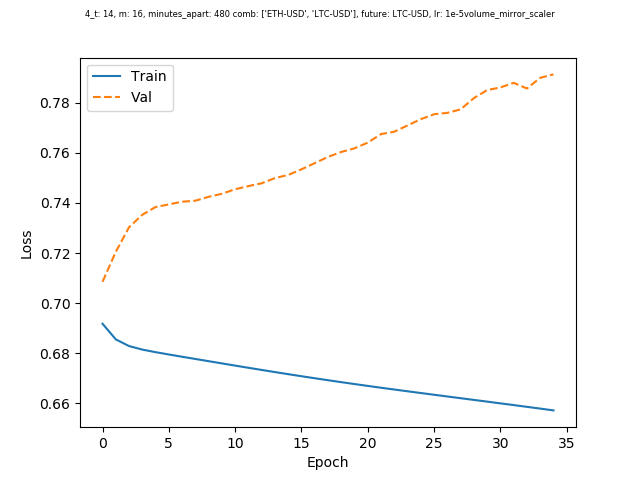 4_t: 14, m: 16, minutes_apart: 480 comb: ['ETH-USD', 'LTC-USD'], future: LTC-USD, lr: 1e-5volume_mirror_scaler
Train
Val
0.78
0.76
0.74
0.72
0.70
0.68
0.66
Loss
0 5 10 15 20 25 30 35
Epoch